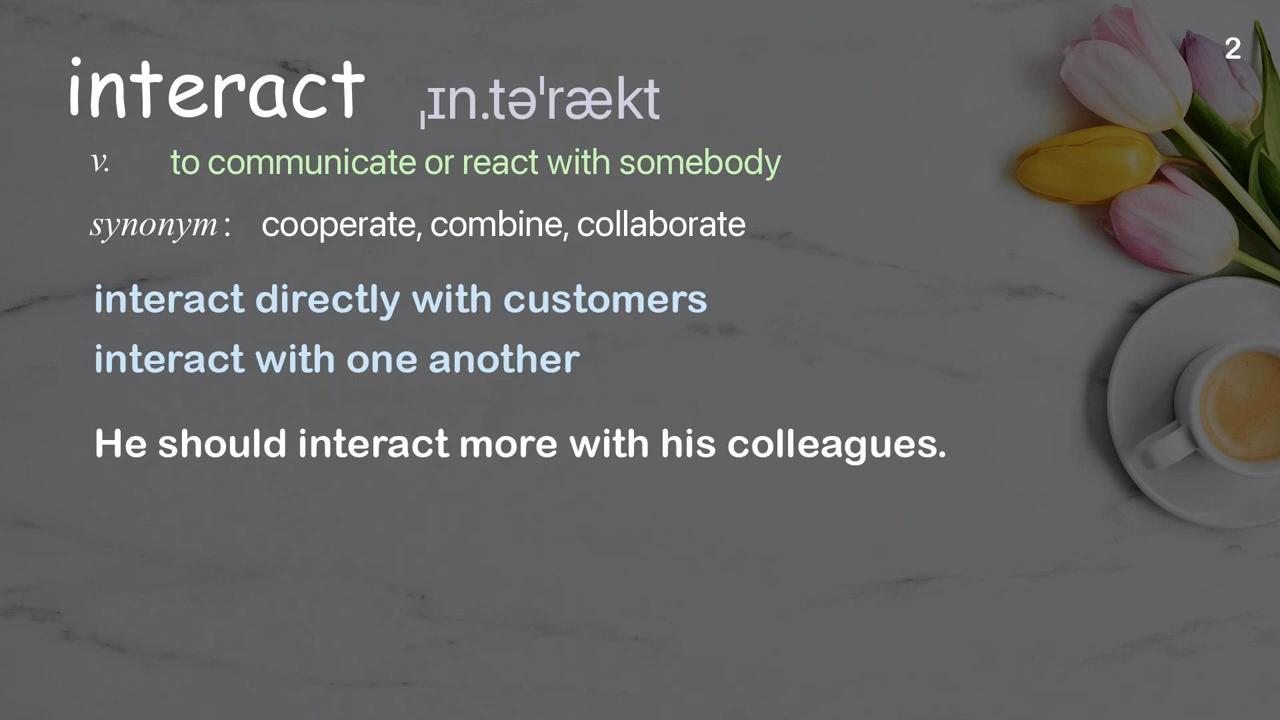 2
interact ˌɪn.təˈrækt
v. to communicate or react with somebody
synonym: cooperate, combine, collaborate
interact directly with customers
interact with one another
He should interact more with his colleagues.